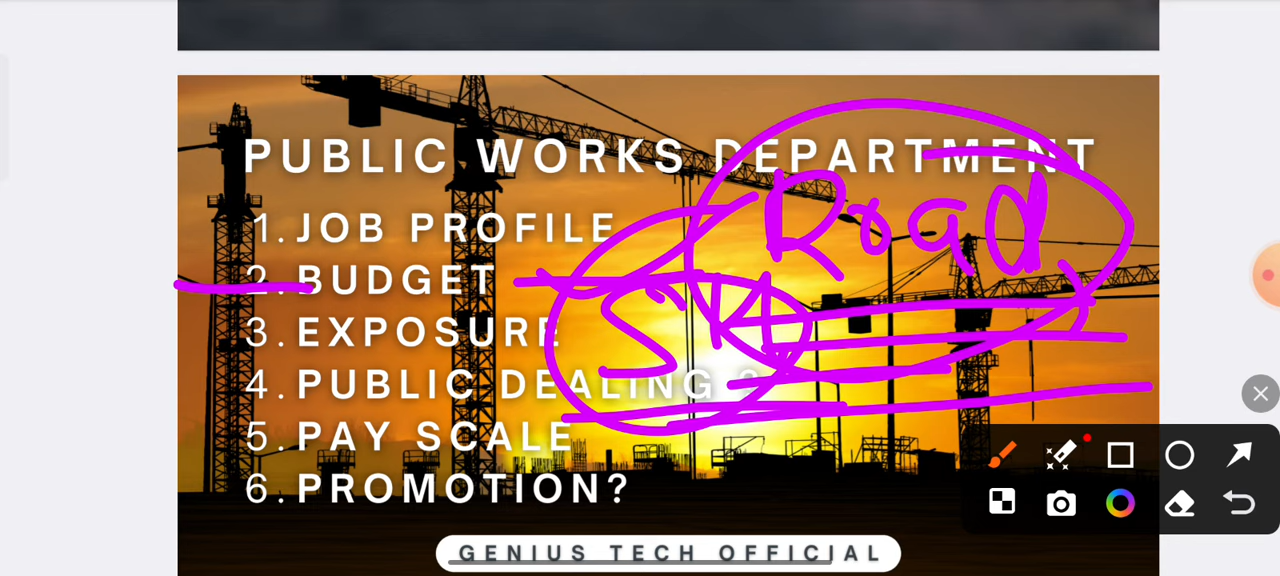 PUBLIC WORKS DEPARTMENT
1. JOB PROFILE
Road
2. BUDGET
3. EXPOSURE
4. PUBLIC DEALING ?
5. PAY SCALE
6. PROMOTION?
GENIUS TECH OFFICIAL